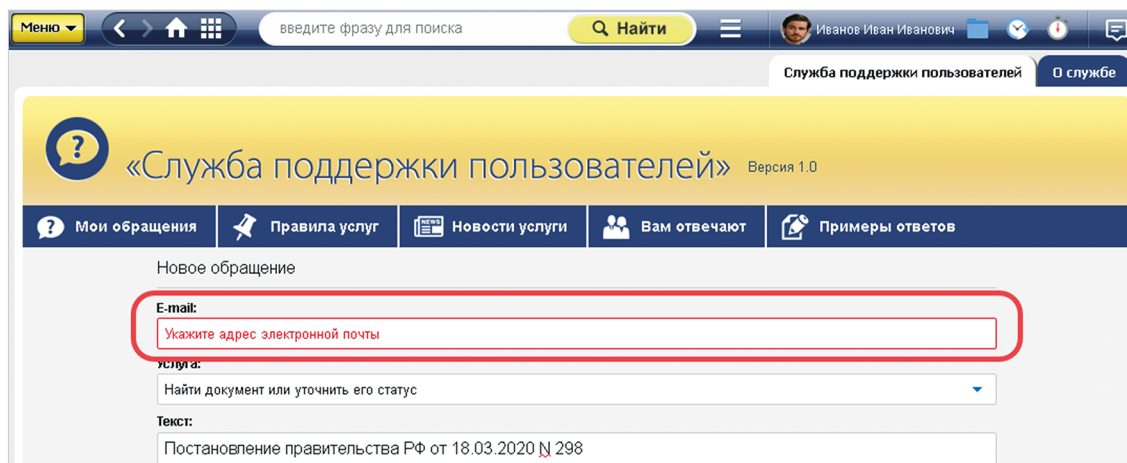 Меню
введите фразу для поиска
Найти
Иванов Иван Иванович
Служба поддержки пользователей
О службе
?
«Служба поддержки пользователей» Версия 1.0
? Мои обращения
Правила услуг
NEWS Новости услуги
Вам отвечают
Примеры ответов
Новое обращение
E-mail:
Укажите адрес электронной почты
Услуга:
Найти документ или уточнить его статус
Текст:
Постановление правительства РФ от 18.03.2020 N 298